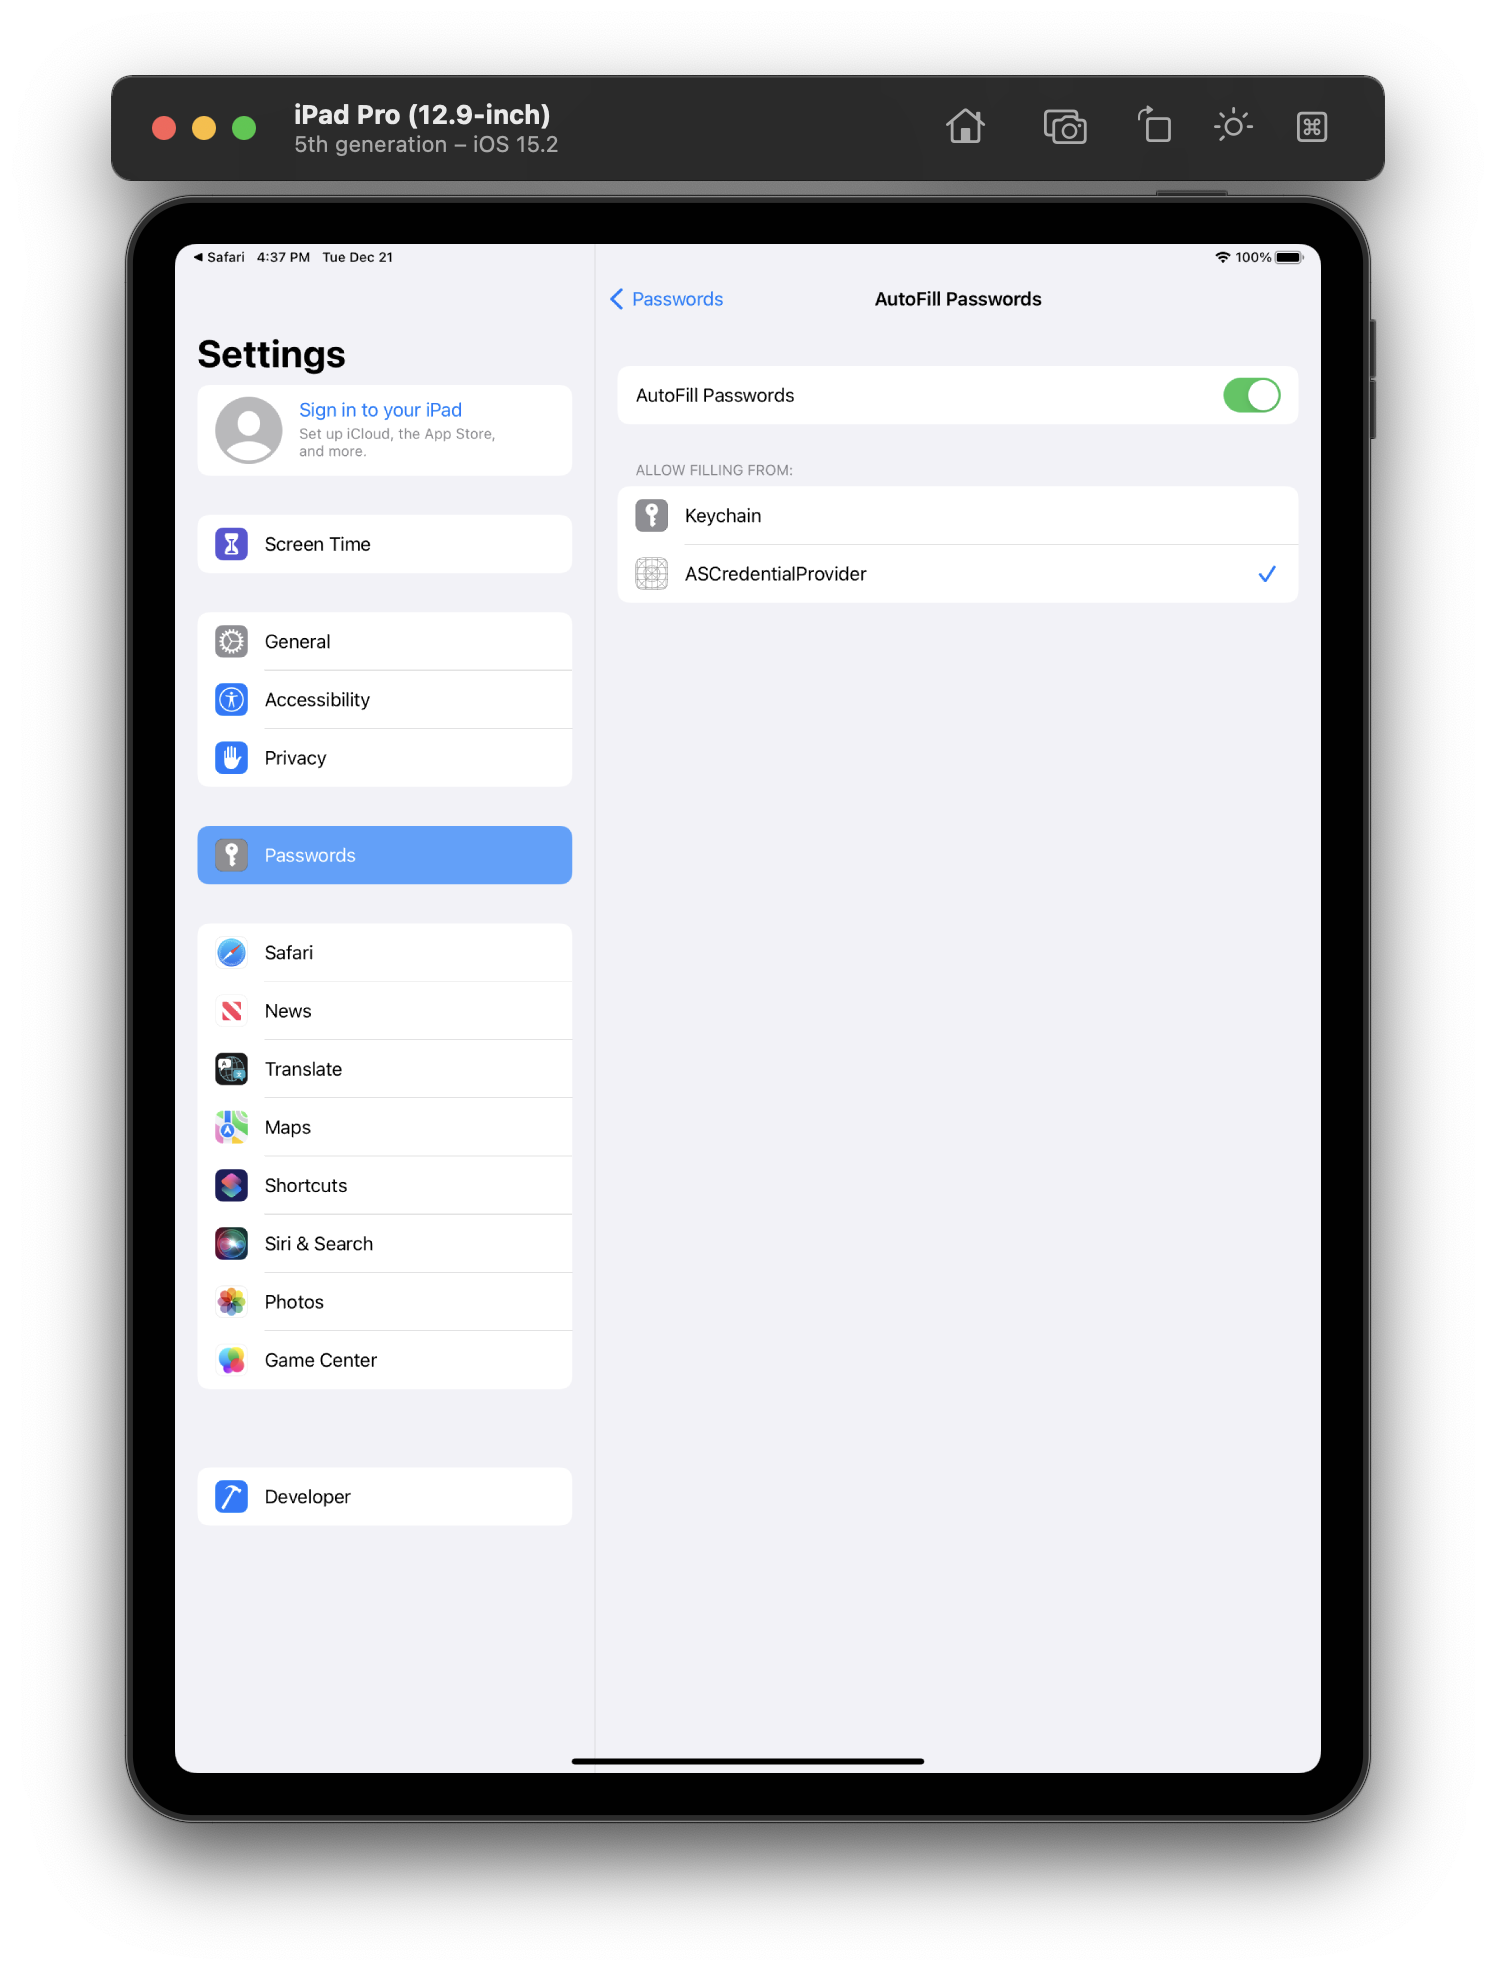 iPad Pro (12.9-inch)
5th generation – iOS 15.2
Safari 4:37 PM Tue Dec 21
100%
Settings
Sign in to your iPad
Set up iCloud, the App Store,
and more.
Screen Time
General
Accessibility
Privacy
Passwords
Safari
News
Translate
Maps
Shortcuts
Siri & Search
Photos
Game Center
Developer
Passwords
AutoFill Passwords
AutoFill Passwords
ALLOW FILLING FROM:
Keychain
ASCredentialProvider